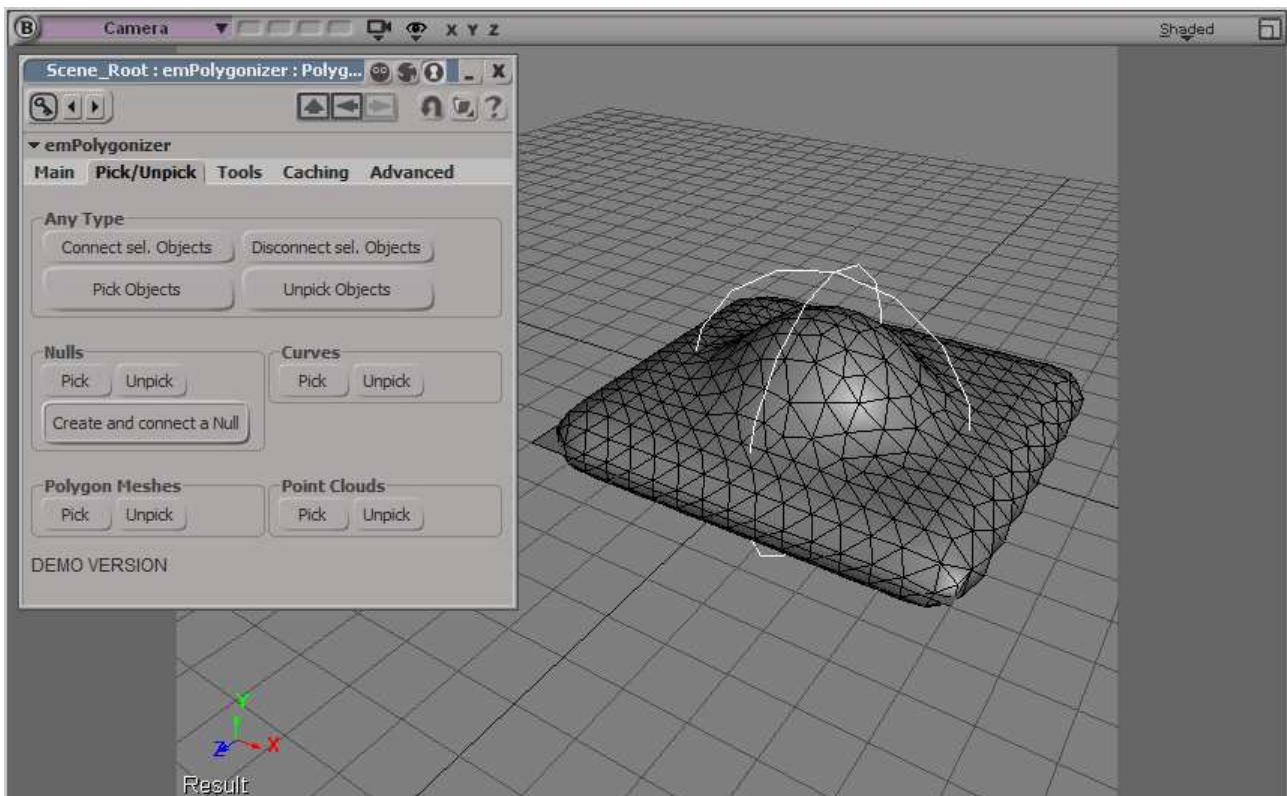 B Camera X Y Z Shaded
Scene_Root : emPolygonizer : Polyg... _ X
?
emPolygonizer
Main Pick/Unpick Tools Caching Advanced
Any Type
Connect sel. Objects Disconnect sel. Objects
Pick Objects Unpick Objects
Nulls Curves
Pick Unpick Pick Unpick
Create and connect a Null
Polygon Meshes Point Clouds
Pick Unpick Pick Unpick
DEMO VERSION
Y
Z X
Result